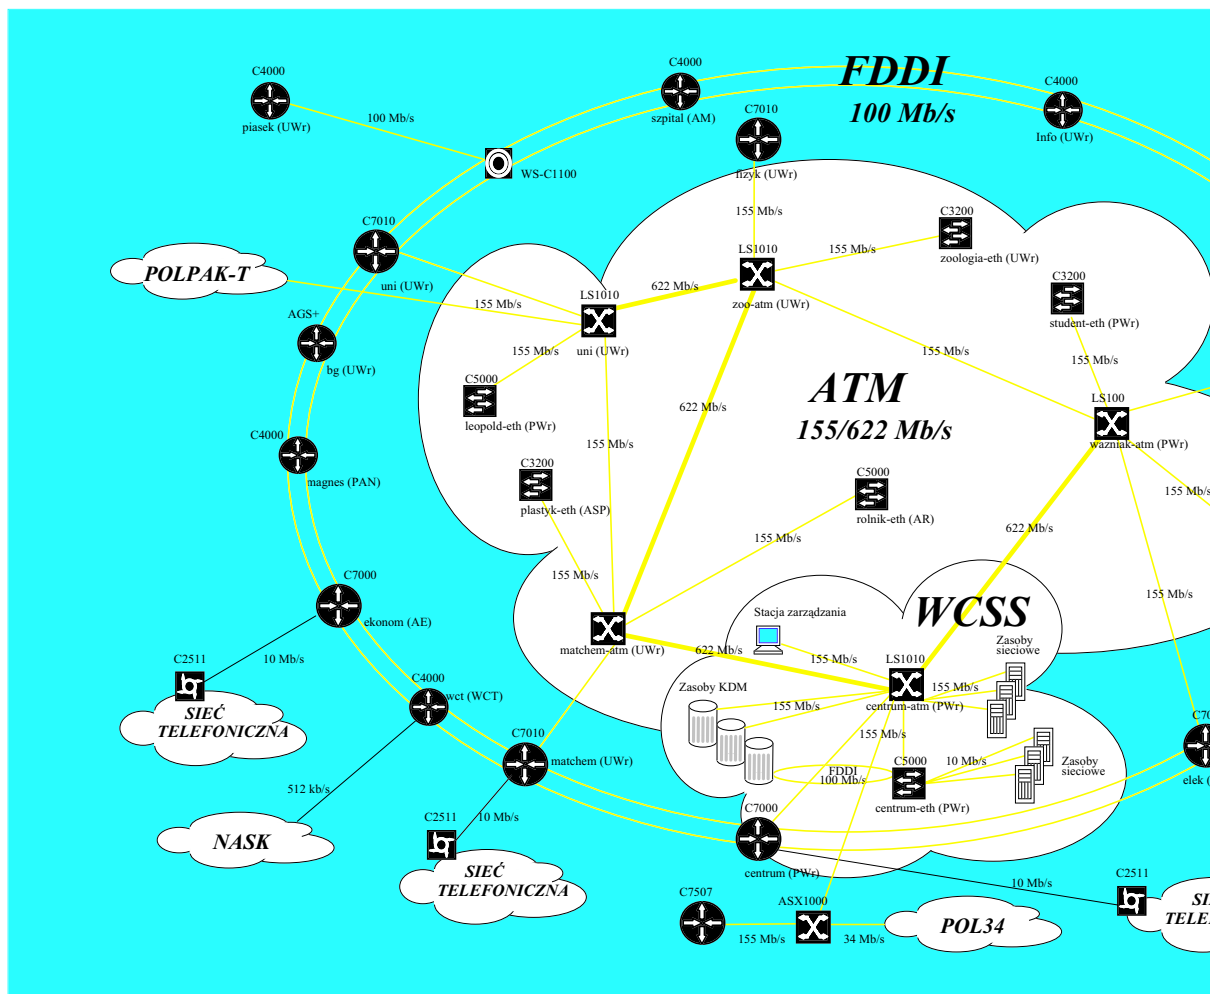 C4000
piasek (UWr)
100 Mb/s
C4000
szpital (AM)
FDDI
100 Mb/s
C4000
Info (UWr)
C7010
fizyk (UWr)
WS-C1100
155 Mb/s
C3200
zoologia-eth (UWr)
155 Mb/s
LS1010
zoo-atm (UWr)
C7010
uni (UWr)
POLPAK-T
155 Mb/s
622 Mb/s
LS1010
uni (UWr)
C3200
student-eth (PWr)
155 Mb/s
AGS+
bg (UWr)
155 Mb/s
155 Mb/s
C5000
leopold-eth (PWr)
622 Mb/s
ATM
155/622 Mb/s
LS100
wazniak-atm (PWr)
C4000
magnes (PAN)
155 Mb/s
C3200
plastyk-eth (ASP)
C5000
rolnik-eth (AR)
155 Mb/s
622 Mb/s
155 Mb/s
155 Mb/s
155 Mb/s
C7000
ekonom (AE)
matchem-atm (UWr)
622 Mb/s
WCSS
Stacja zarządzania
155 Mb/s
LS1010
centrum-atm (PWr)
Zasoby
sieciowe
155 Mb/s
C2511
10 Mb/s
SIEĆ
TELEFONICZNA
C4000
wct (WCT)
Zasoby KDM
155 Mb/s
155 Mb/s
C7010
matchem (UWr)
FDDI
100 Mb/s
C5000
centrum-eth (PWr)
10 Mb/s
Zasoby
sieciowe
512 kb/s
NASK
C2511
10 Mb/s
SIEĆ
TELEFONICZNA
C7000
centrum (PWr)
10 Mb/s
C2511
C7507
155 Mb/s
ASX1000
34 Mb/s
POL34